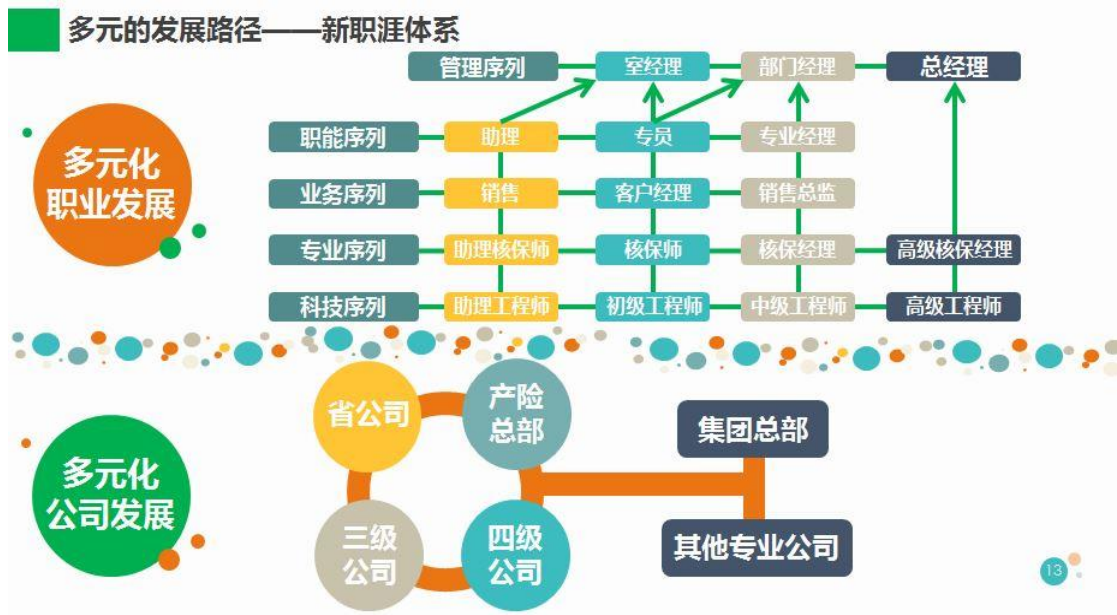 多元的发展路径——新职涯体系
管理序列 室经理 部门经理 总经理
职能序列 助理 专员 专业经理
多元化
职业发展
业务序列 销售 客户经理 销售总监
专业序列 助理核保师 核保师 核保经理 高级核保经理
科技序列 助理工程师 初级工程师 中级工程师 高级工程师
省公司
产险
总部
集团总部
多元化
公司发展
三级
公司
四级
公司
其他专业公司
13